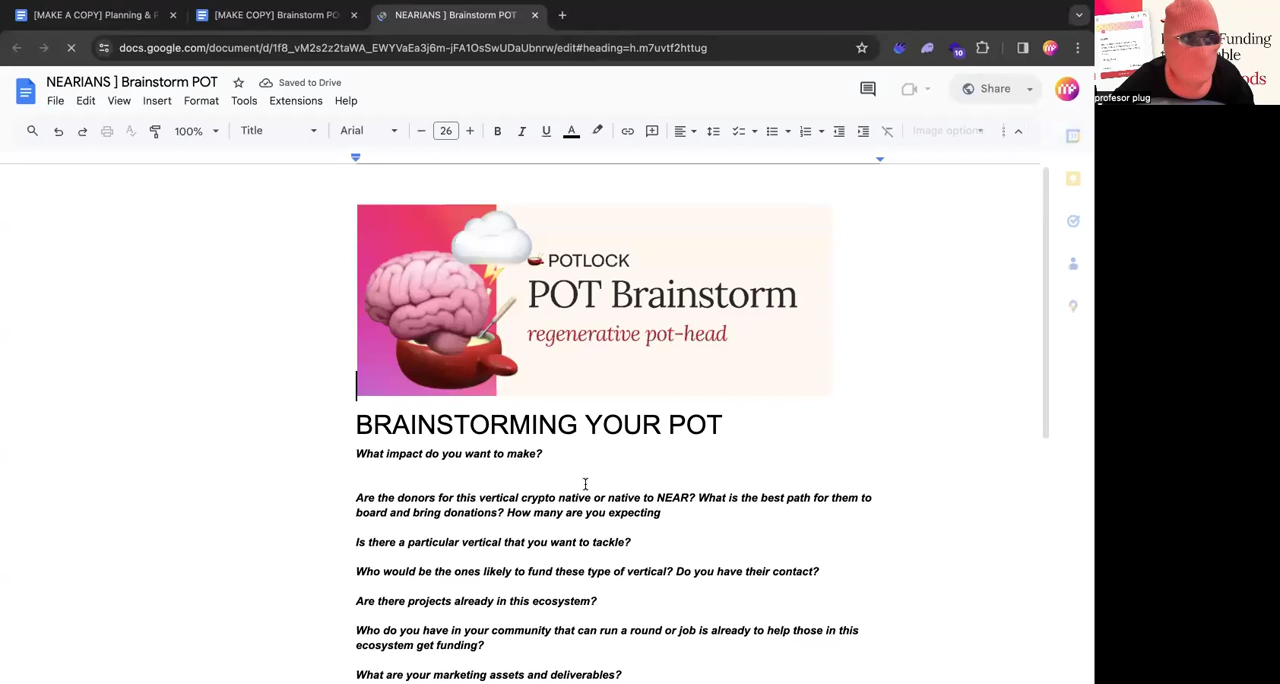 [MAKE A COPY] Planning & P
[MAKE COPY] Brainstorm PO
NEARIANS ] Brainstorm POT
docs.google.com/document/d/1f8_vM2s2z2taWA_EWYVaEa3j6m-jFA1OsSwUDaUbnrw/edit#heading=h.m7uvtf2httug
10
NEARIANS ] Brainstorm POT
Saved to Drive
File Edit View Insert Format Tools Extensions Help
Share
100% Title Arial 26 B I U A Image options
Funding
ble
ods
profesor plug
POTLOCK
POT Brainstorm
regenerative pot-head
BRAINSTORMING YOUR POT
What impact do you want to make?
Are the donors for this vertical crypto native or native to NEAR? What is the best path for them to
board and bring donations? How many are you expecting
Is there a particular vertical that you want to tackle?
Who would be the ones likely to fund these type of vertical? Do you have their contact?
Are there projects already in this ecosystem?
Who do you have in your community that can run a round or job is already to help those in this
ecosystem get funding?
What are your marketing assets and deliverables?